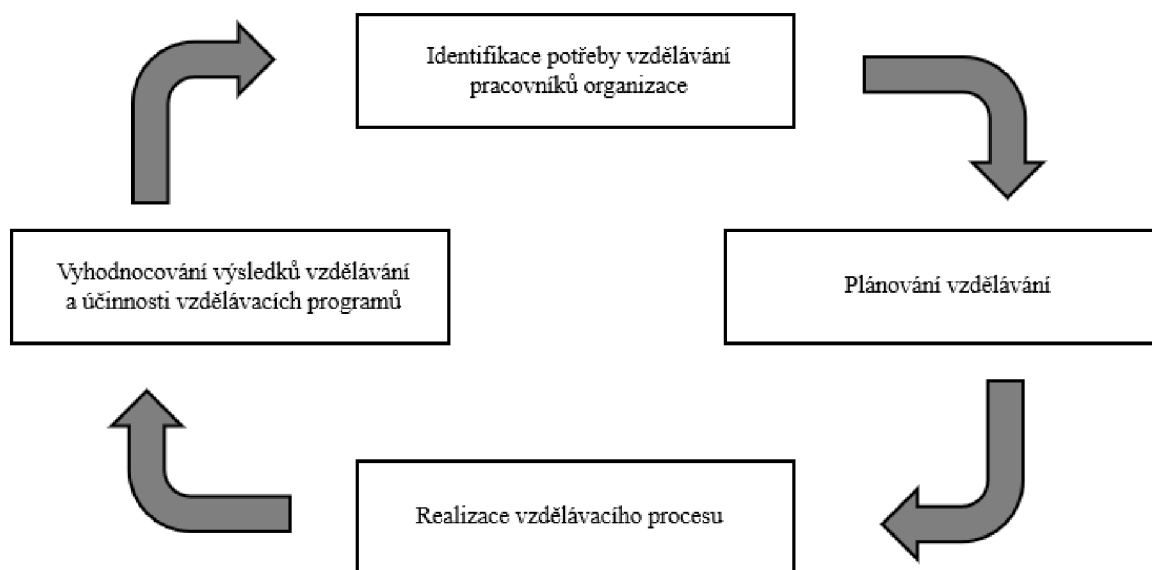 Identifikace potřeby vzdělávání
pracovníků organizace
Vyhodnocování výsledků vzdělávání
a účinnosti vzdělávacích programů
Plánování vzdělávání
Realizace vzdělávacího procesu